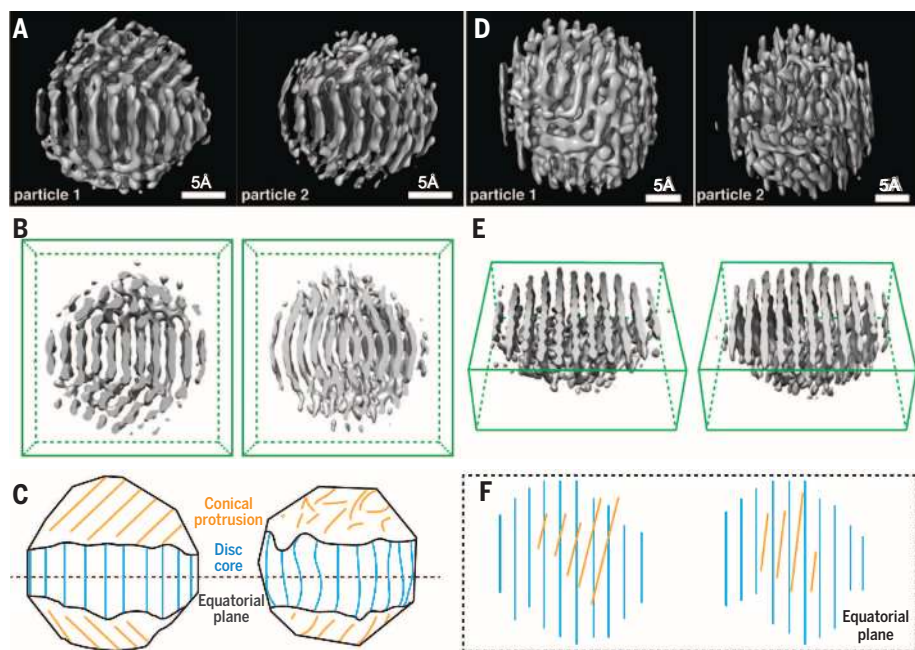 A
D
particle 1
5Å
particle 2
5Å
particle 1
5Å
particle 2
5Å
B
E
C
Conical
protrusion
Disc
core
Equatorial
plane
F
Equatorial
plane